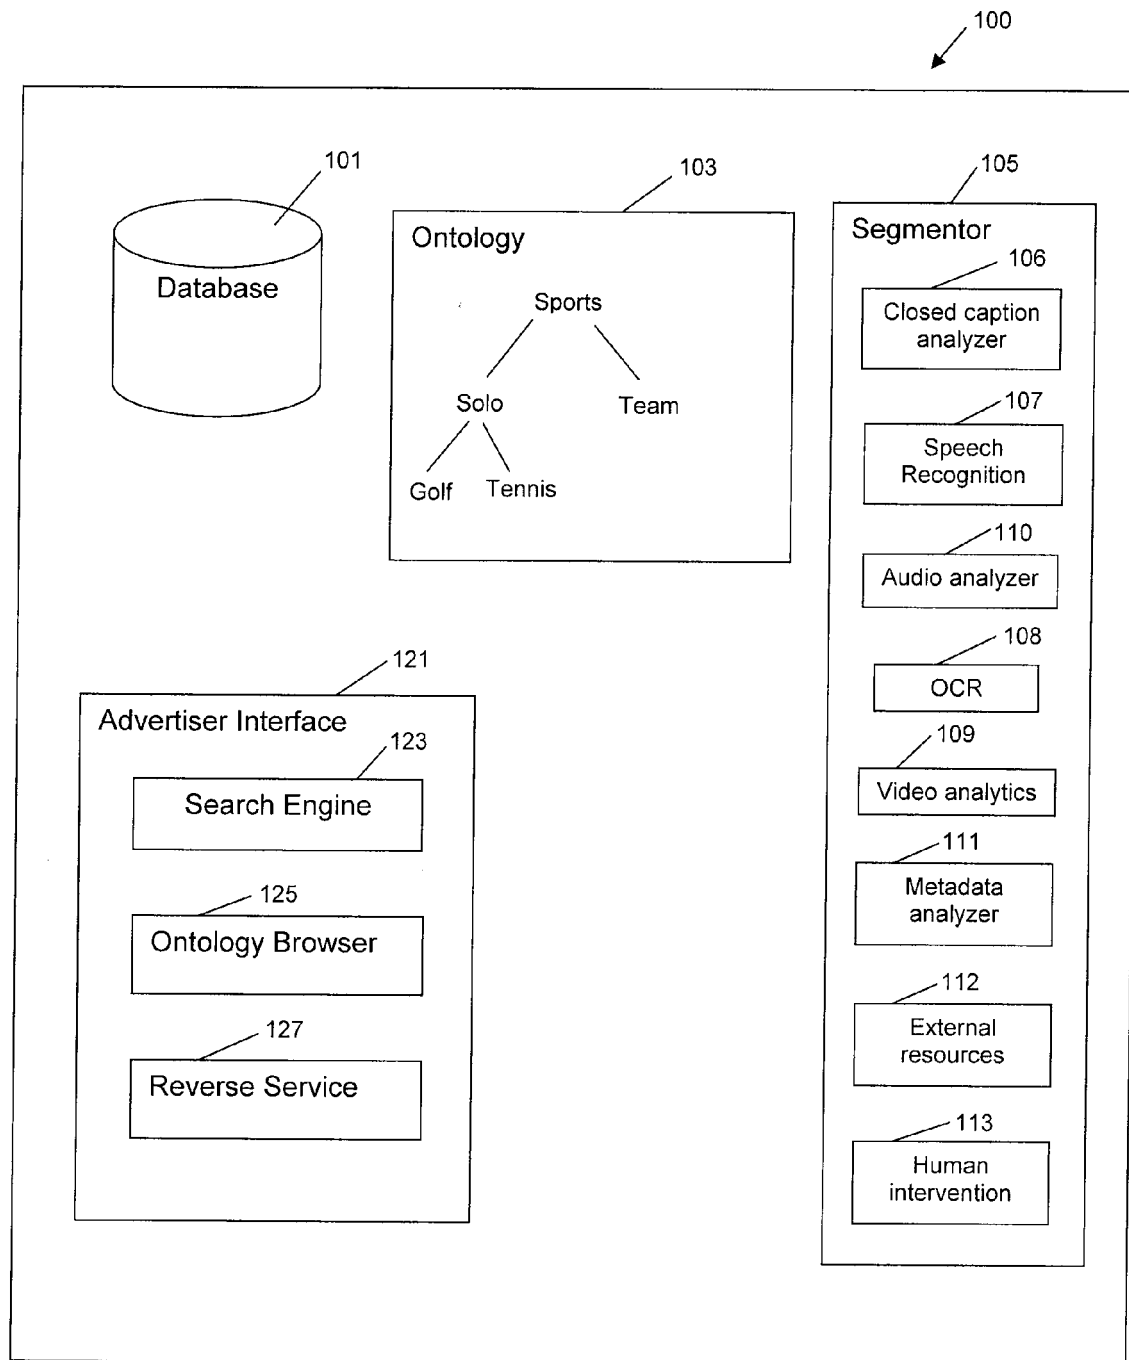 100
101
103
105
Database
Ontology
Sports
Solo
Team
Golf
Tennis
Segmentor
106
Closed caption
analyzer
107
Speech
Recognition
110
Audio analyzer
108
OCR
109
Video analytics
111
Metadata
analyzer
112
External
resources
113
Human
intervention
121
Advertiser Interface
123
Search Engine
125
Ontology Browser
127
Reverse Service